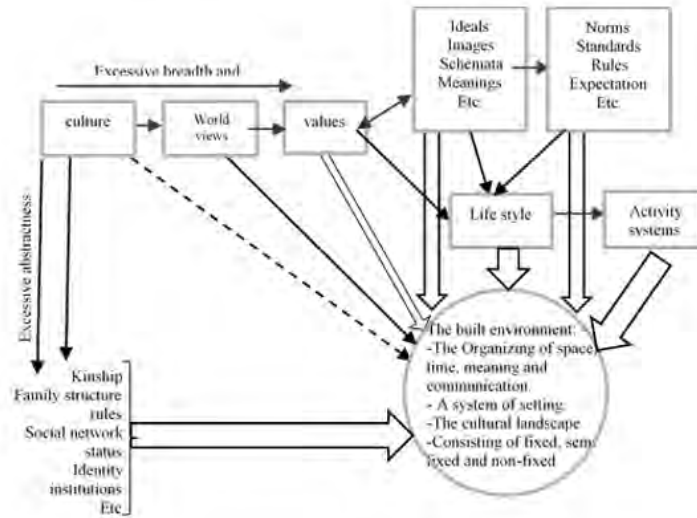 Ideals
Images
Schemata
Meanings
Etc
Norms
Standards
Rules
Expectation
Etc
Excessive breadth and
culture
World
views
values
Excessive abstractness
Life style
Activity
systems
The built environment:
-The Organizing of space
time, meaning and
communication.
- A system of setting.
-The cultural landscape
-Consisting of fixed, sem
fixed and non-fixed
Kinship
Family structure
rules
Social network
status
Identity
institutions
Etc